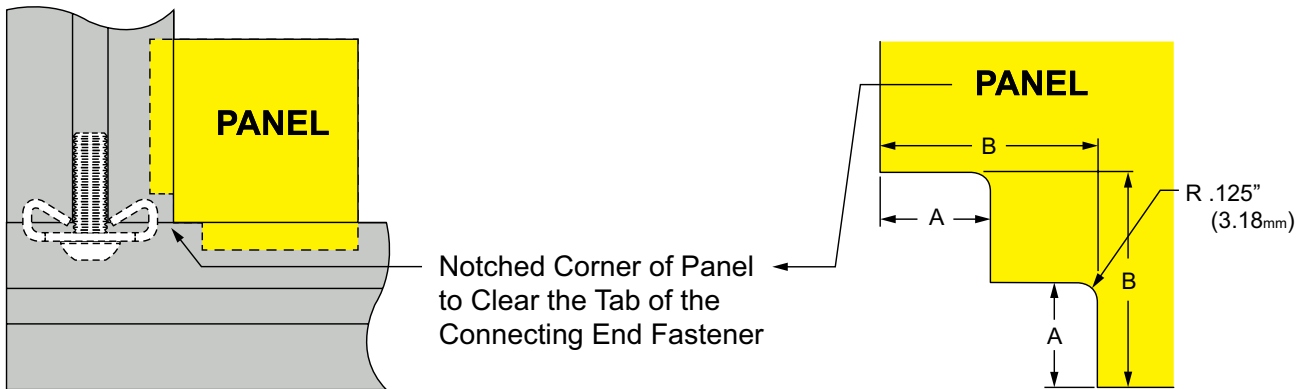 PANEL
Notched Corner of Panel
to Clear the Tab of the
Connecting End Fastener
PANEL
B
A
R .125”
(3.18mm)
B
A